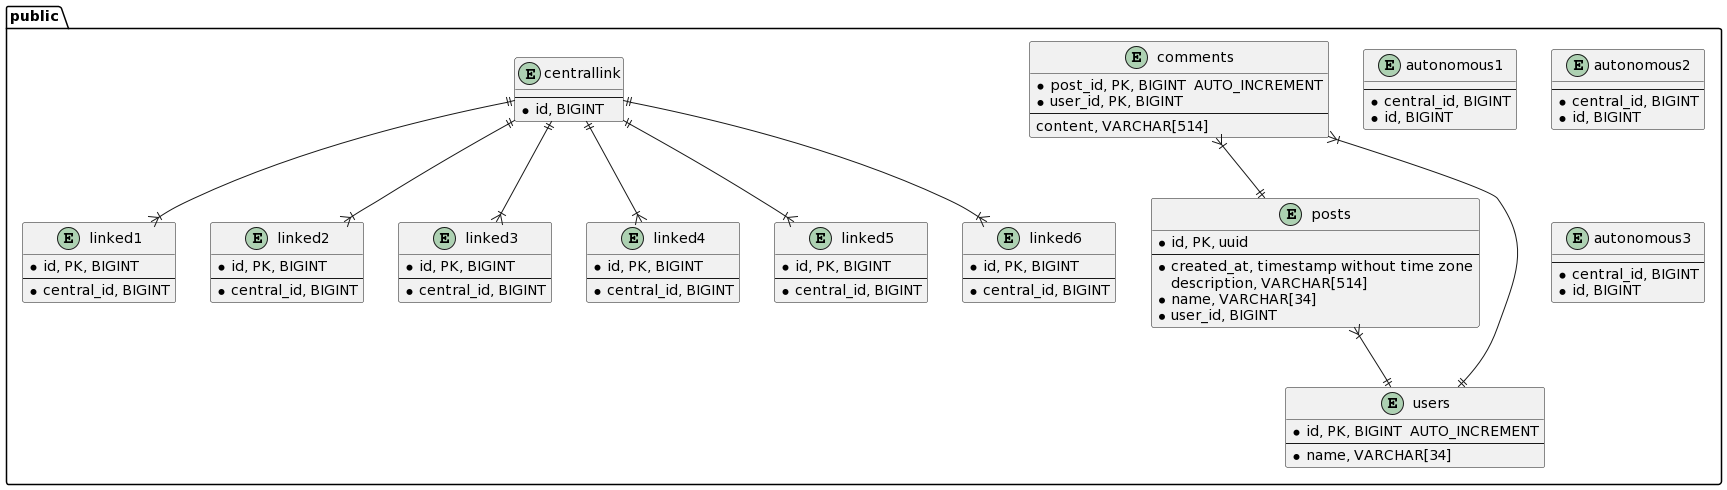 public
E centrallink
* id, BIGINT
E comments
* post_id, PK, BIGINT  AUTO_INCREMENT
* user_id, PK, BIGINT
content, VARCHAR[514]
E autonomous1
* central_id, BIGINT
* id, BIGINT
E autonomous2
* central_id, BIGINT
* id, BIGINT
E linked1
* id, PK, BIGINT
* central_id, BIGINT
E linked2
* id, PK, BIGINT
* central_id, BIGINT
E linked3
* id, PK, BIGINT
* central_id, BIGINT
E linked4
* id, PK, BIGINT
* central_id, BIGINT
E linked5
* id, PK, BIGINT
* central_id, BIGINT
E linked6
* id, PK, BIGINT
* central_id, BIGINT
E posts
* id, PK, uuid
* created_at, timestamp without time zone
description, VARCHAR[514]
* name, VARCHAR[34]
* user_id, BIGINT
E autonomous3
* central_id, BIGINT
* id, BIGINT
E users
* id, PK, BIGINT  AUTO_INCREMENT
* name, VARCHAR[34]